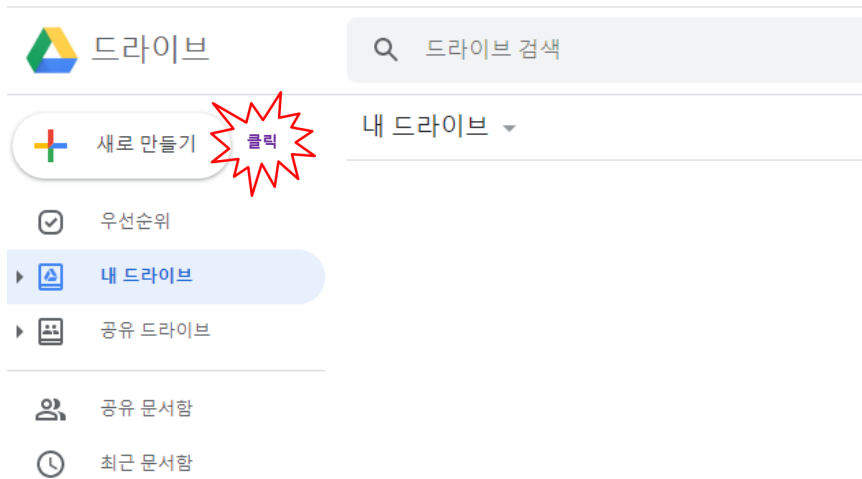 드라이브
드라이브 검색
새로 만들기
클릭
내 드라이브
우선순위
내 드라이브
공유 드라이브
공유 문서함
최근 문서함